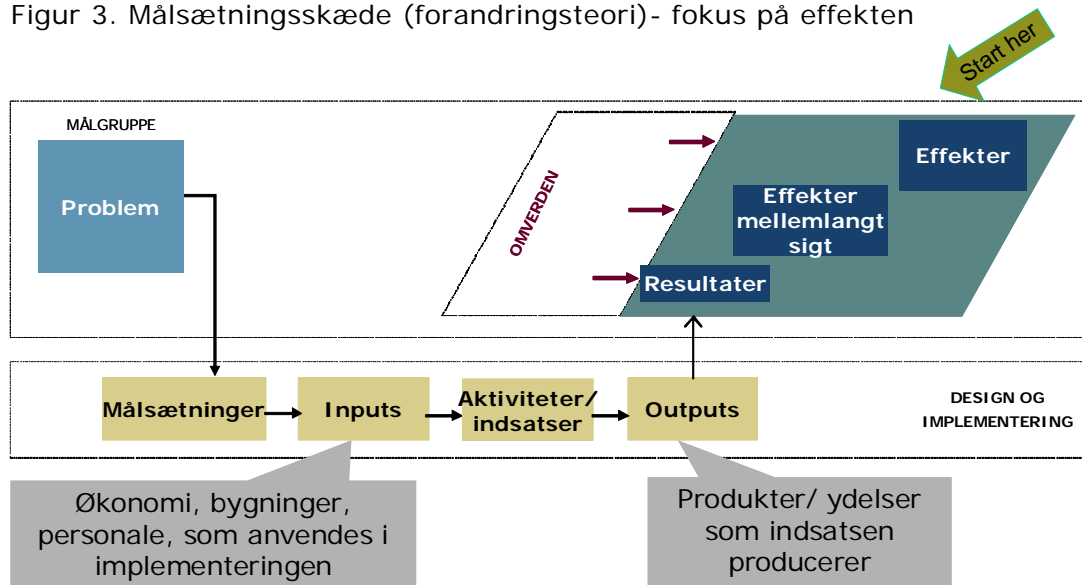 Figur 3. Målsætningsskæde (forandringsteori)- fokus på effekten
Start her
MÅLGRUPPE
Problem
OMVERDEN
Effekter
Effekter
mellemlangt
sigt
Resultater
Målsætninger
Inputs
Aktiviteter/
indsatser
Outputs
DESIGN OG
IMPLEMENTERING
Økonomi, bygninger,
personale, som anvendes i
implementeringen
Produkter/ ydelser
som indsatsen
producerer